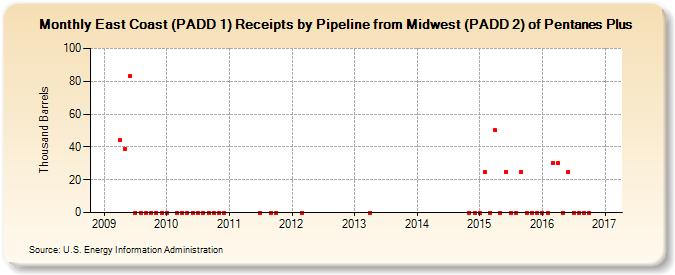 Monthly East Coast (PADD 1) Receipts by Pipeline from Midwest (PADD 2) of Pentanes Plus
Thousand Barrels
100
80
60
40
20
0
2009 2010 2011 2012 2013 2014 2015 2016 2017
Source: U.S. Energy Information Administration